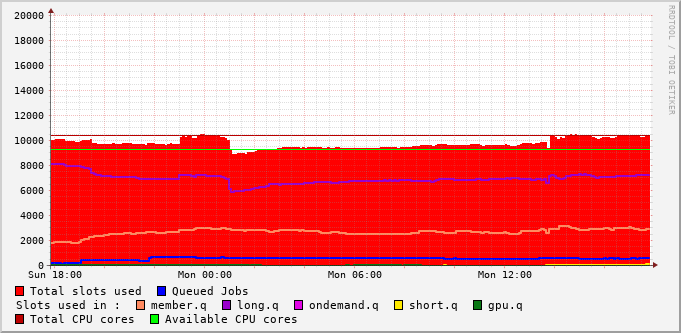 20000
18000
16000
14000
12000
10000
8000
6000
4000
2000
0
Sun 18:00 Mon 00:00 Mon 06:00 Mon 12:00
Total slots used Queued Jobs
Slots used in : member.q long.q ondemand.q short.q gpu.q
Total CPU cores Available CPU cores
RRDTOOL / TOBI OETIKER